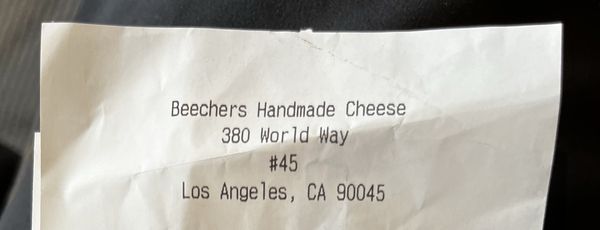 Beechers Handmade Cheese
380 World Way
#45
Los Angeles, CA 90045